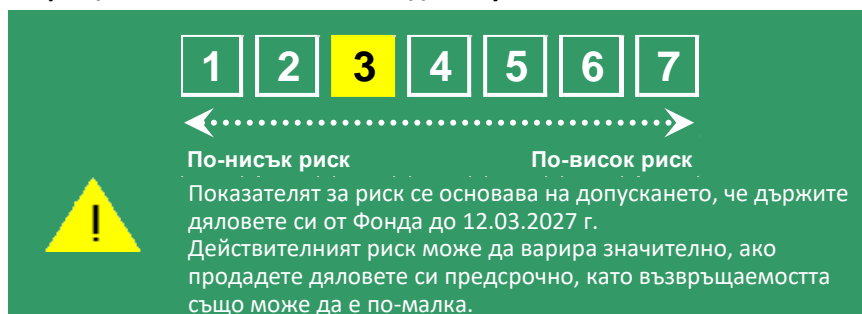 1 2 3 4 5 6 7
По-нисък риск По-висок риск
!
Показателят за риск се основава на допускането, че държите
дяловете си от Фонда до 12.03.2027 г.
Действителният риск може да варира значително, ако
продадете дяловете си предсрочно, като възвръщаемостта
също може да е по-малка.